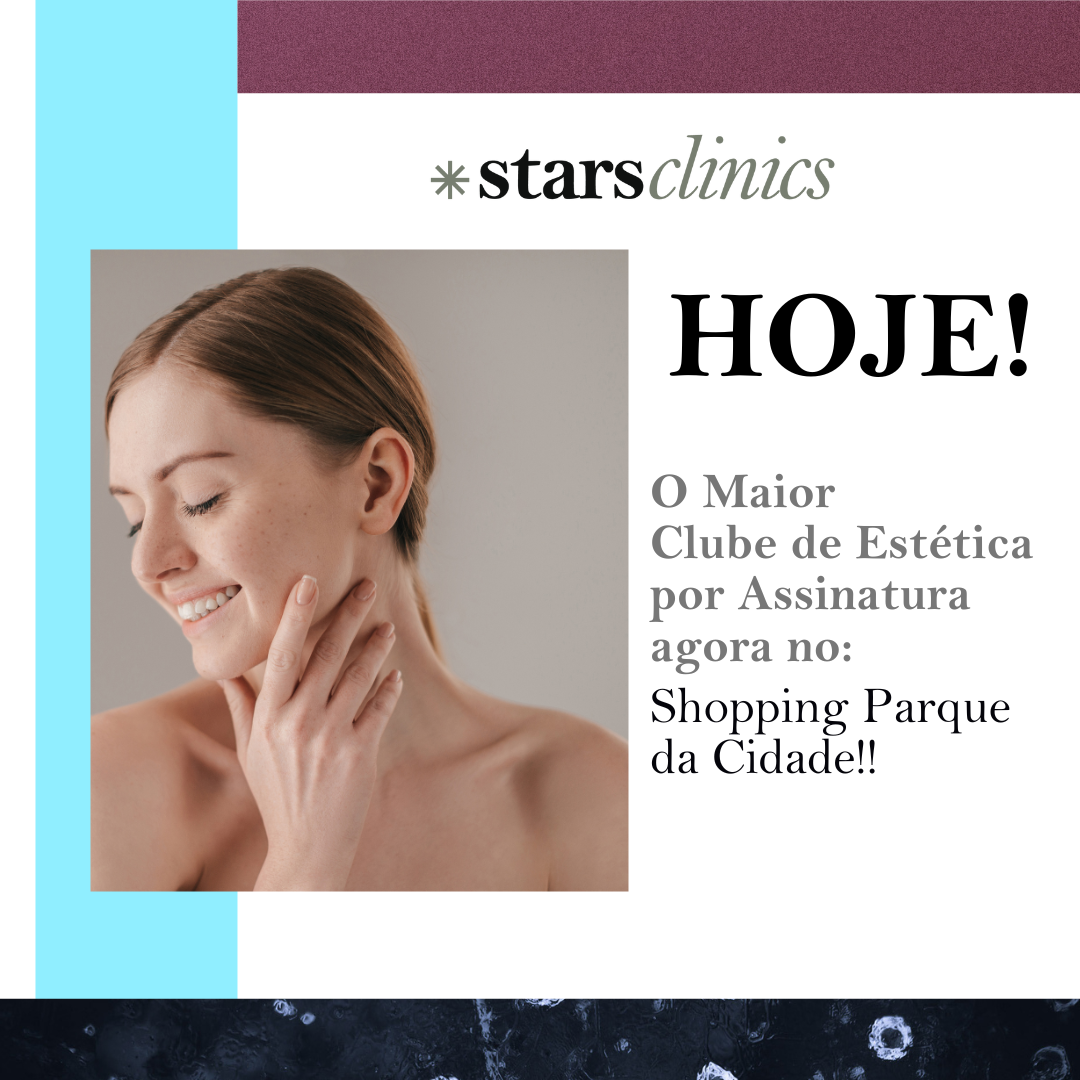 *starsclinics
HOJE!
O Maior
Clube de Estética
por Assinatura
agora no:
Shopping Parque
da Cidade!!